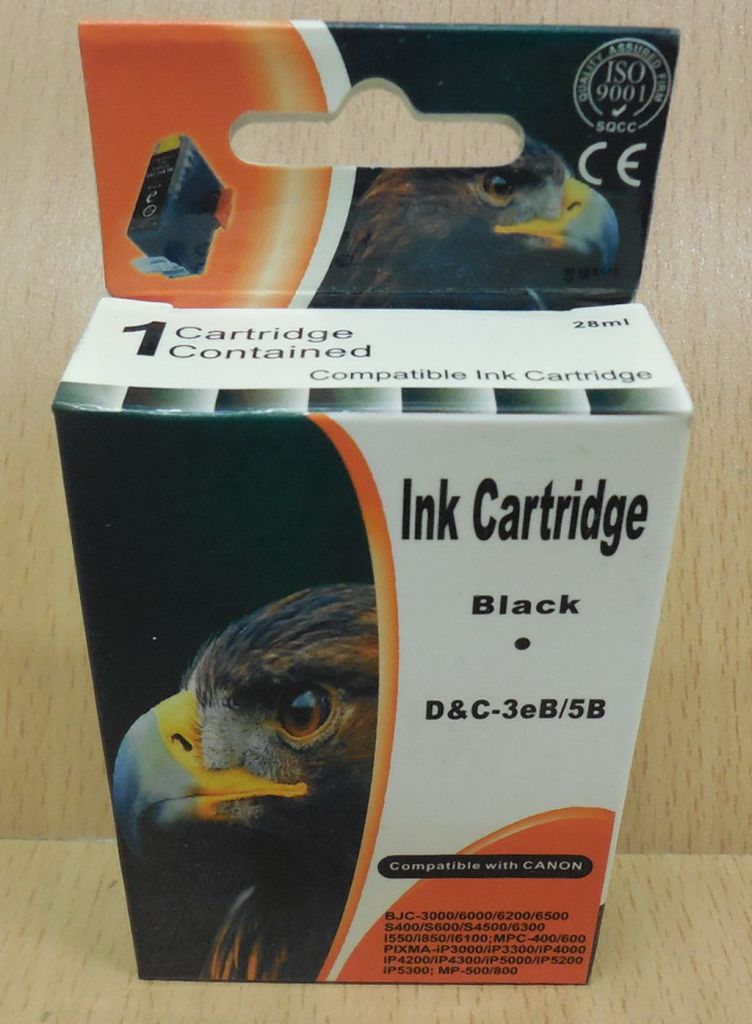 QUALITY ASSURED FIRM
ISO
9001
SQCC
CE
1 Cartridge
Contained
28ml
Compatible Ink Cartridge
Ink Cartridge
Black
•
D&C-3eB/5B
Compatible with CANON
BJC-3000/6000/6200/6500
S400/S600/S4500/6300
i550/i850/i6100;MPC-400/600
PIXMA-iP3000/iP3300/iP4000
iP4200/iP4300/iP5000/iP5200
iP5300; MP-500/800